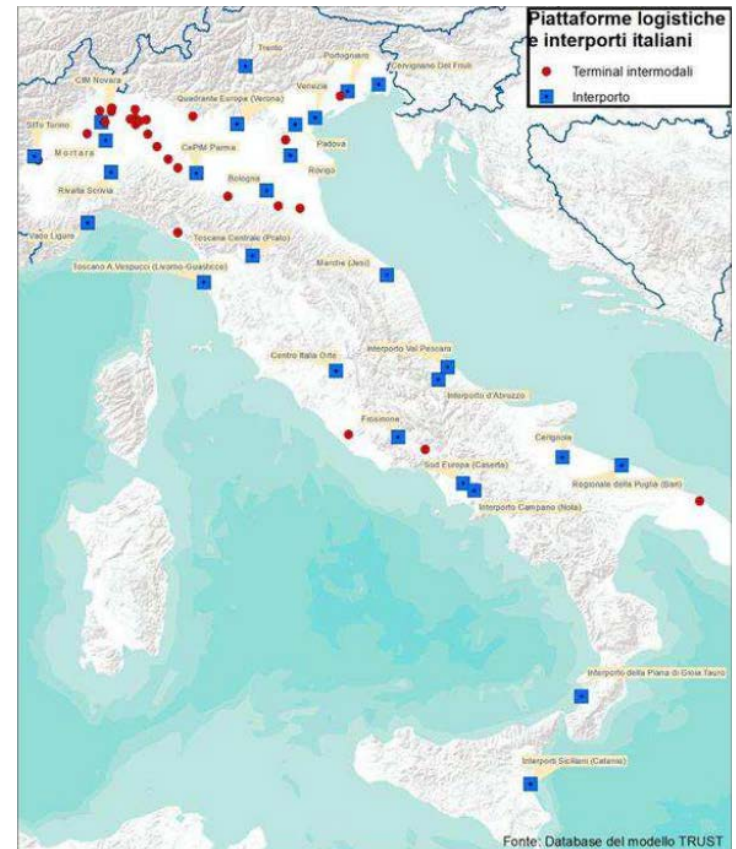 Piattaforme logistiche
e interporti italiani
Terminal intermodali
Interporto
Trento
Portogruaro
Cervignano Del Friuli
CIM Novara
Venezia
Quadrante Europa (Verona)
SITo Torino
Padova
Mortara
CePIM Parma
Rovigo
Bologna
Rivalta Scrivia
Vado Ligure
Toscana Centrale (Prato)
Toscano A.Vespucci (Livorno-Guasticce)
Marche (Jesi)
Interporto Val Pescara
Centro Italia Orte
Interporto d'Abruzzo
Frosinone
Cerignola
Sud Europa (Caserta)
Regionale della Puglia (Bari)
Interporto Campano (Nola)
Interporto della Piana di Gioia Tauro
Interporti Siciliani (Catania)
Fonte: Database del modello TRUST